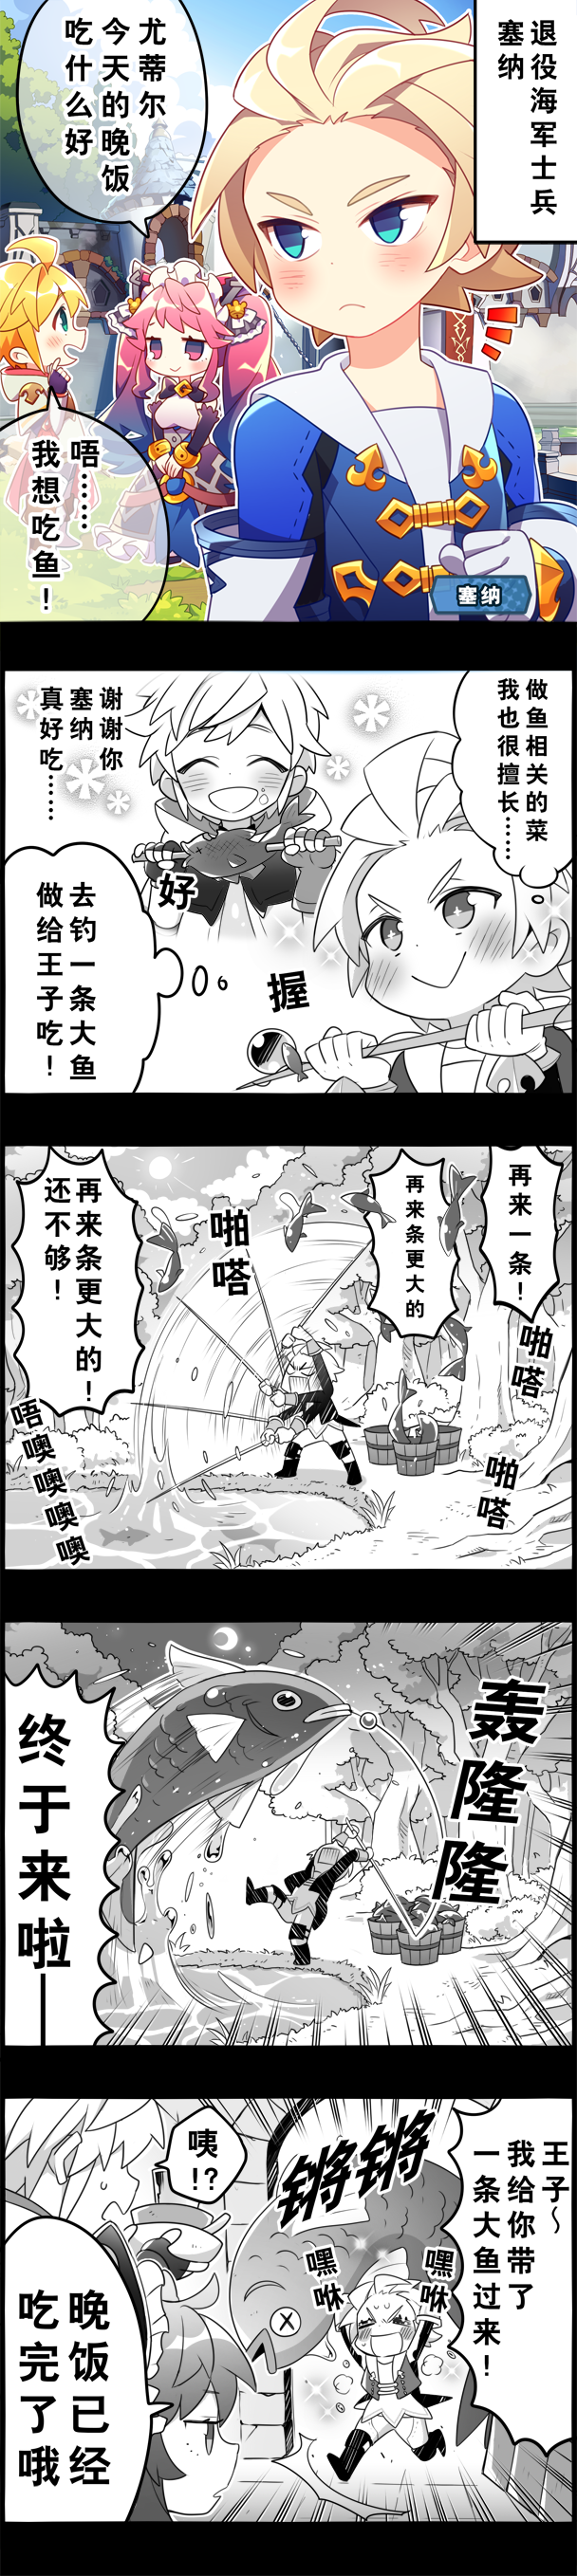 退役海军士兵
塞纳
尤蒂尔
今天的晚饭
吃什么好
唔……
我想吃鱼！
塞纳
做鱼相关的菜
我也很擅长……
谢谢你
塞纳
真好吃……
好
握
去钓一条大鱼
做给王子吃！
再来一条！
再来条更大的
啪嗒
啪嗒
啪嗒
再来条更大的！
还不够！
唔噢噢噢噢
轰隆隆
终于来啦——
王子~
我给你带了
一条大鱼过来！
锵锵
嘿咻
嘿咻
咦!?
晚饭已经
吃完了哦